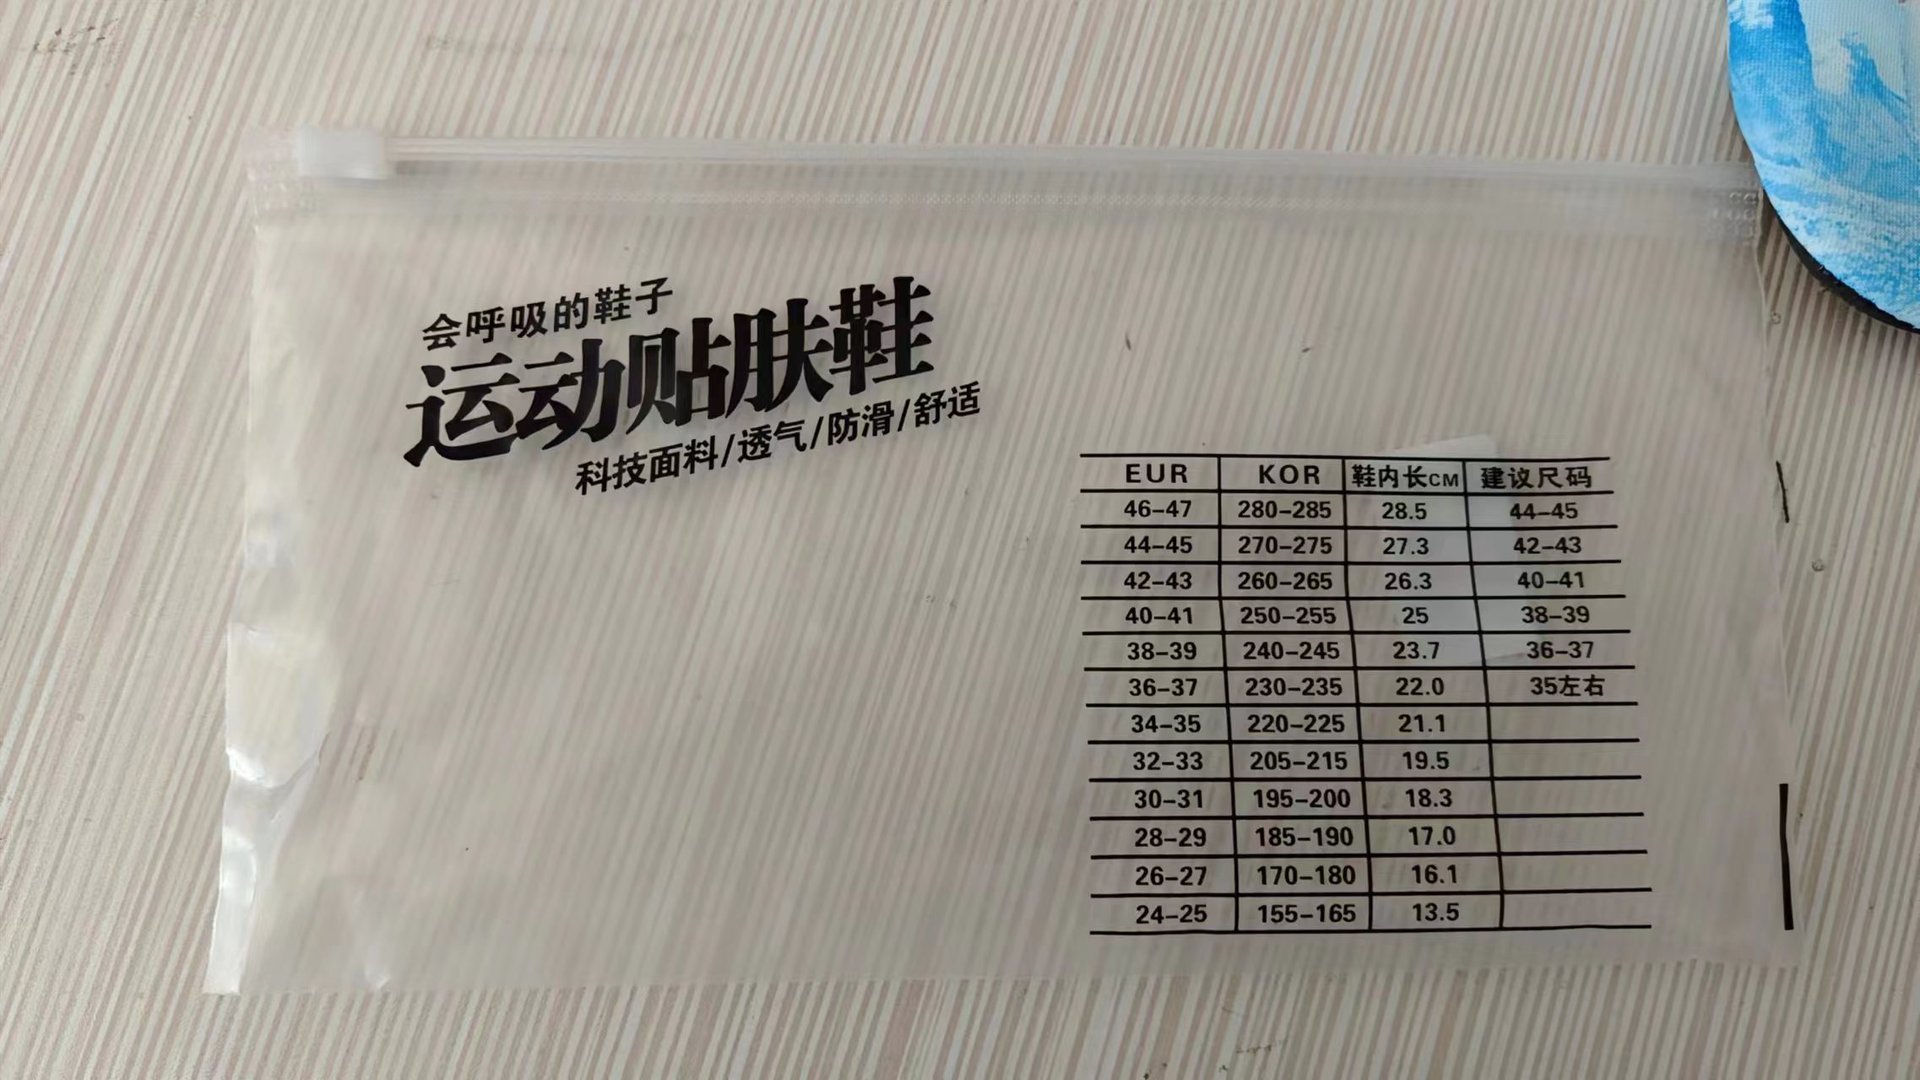 会呼吸的鞋子
运动贴肤鞋
科技面料/透气/防滑/舒适
EUR KOR 鞋内长CM 建议尺码
46-47 280-285 28.5 44-45
44-45 270-275 27.3 42-43
42-43 260-265 26.3 40-41
40-41 250-255 25 38-39
38-39 240-245 23.7 36-37
36-37 230-235 22.0 35左右
34-35 220-225 21.1
32-33 205-215 19.5
30-31 195-200 18.3
28-29 185-190 17.0
26-27 170-180 16.1
24-25 155-165 13.5